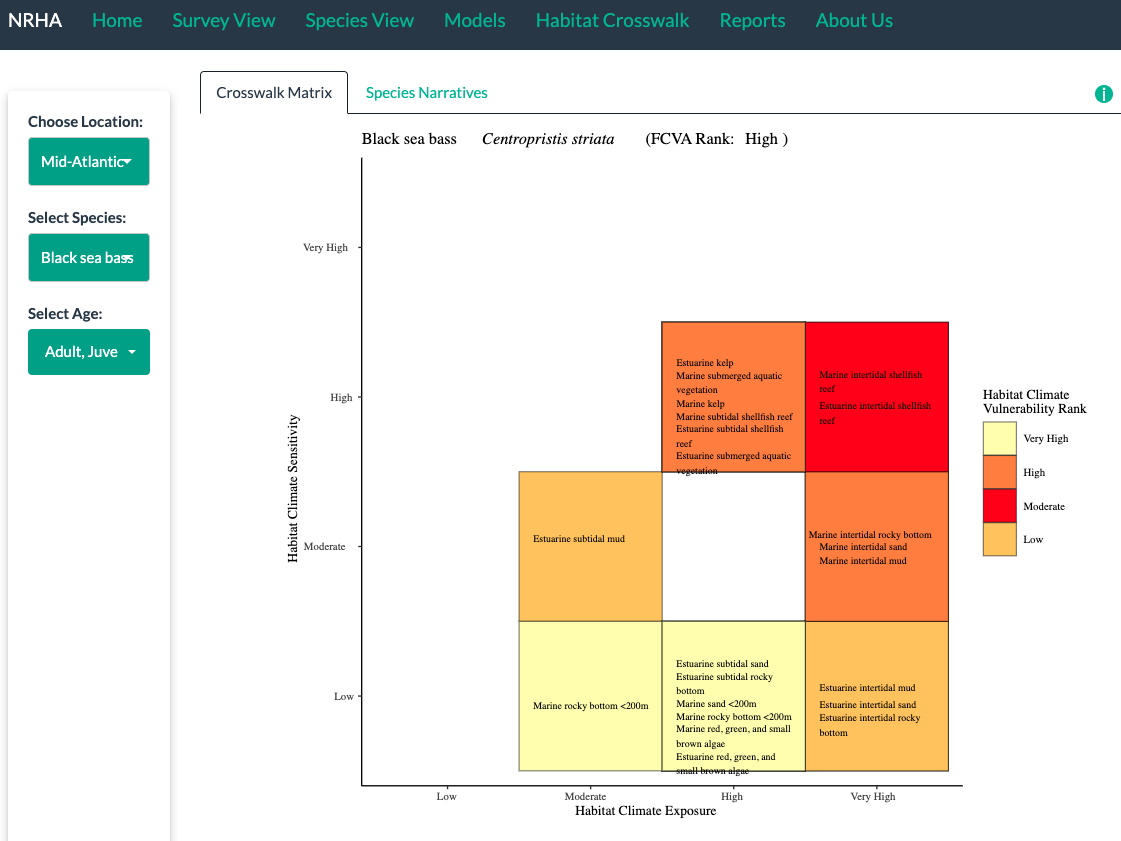 NRHA Home Survey View Species View Models Habitat Crosswalk Reports About Us
Crosswalk Matrix Species Narratives i
Choose Location:
Mid-Atlantic
Select Species:
Black sea bass
Select Age:
Adult, Juve
Black sea bass Centropristis striata (FCVA Rank: High )
Habitat Climate Sensitivity
Very High
High
Moderate
Low
Estuarine kelp
Marine submerged aquatic
vegetation
Marine kelp
Marine subtidal shellfish reef
Estuarine subtidal shellfish
reef
Estuarine submerged aquatic
vegetation
Marine intertidal shellfish
reef
Estuarine intertidal shellfish
reef
Estuarine subtidal mud
Marine intertidal rocky bottom
Marine intertidal sand
Marine intertidal mud
Marine rocky bottom <200m
Estuarine subtidal sand
Estuarine subtidal rocky
bottom
Marine sand <200m
Marine rocky bottom <200m
Marine red, green, and small
brown algae
Estuarine red, green, and
small brown algae
Estuarine intertidal mud
Estuarine intertidal sand
Estuarine intertidal rocky
bottom
Low Moderate High Very High
Habitat Climate Exposure
Habitat Climate
Vulnerability Rank
Very High
High
Moderate
Low